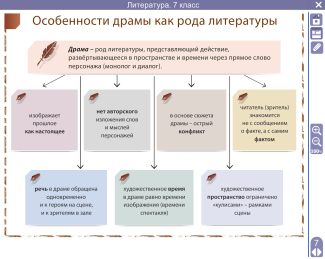 Литература. 7 класс
Особенности драмы как рода литературы
Драма – род литературы, представляющий действие,
развёртывающееся в пространстве и времени через прямое слово
персонажа (монолог и диалог).
изображает
прошлое
как настоящее
нет авторского
изложения слов
и мыслей
персонажей
в основе сюжета
драмы – острый
конфликт
читатель (зритель)
знакомится
не с сообщением
о факте, а с самим
фактом
речь в драме обращена
одновременно
и к героям на сцене,
и к зрителям в зале
художественное время
в драме равно времени
изображения (времени
спектакля)
художественное
пространство ограничено
«кулисами» – рамками
сцены
100%
7